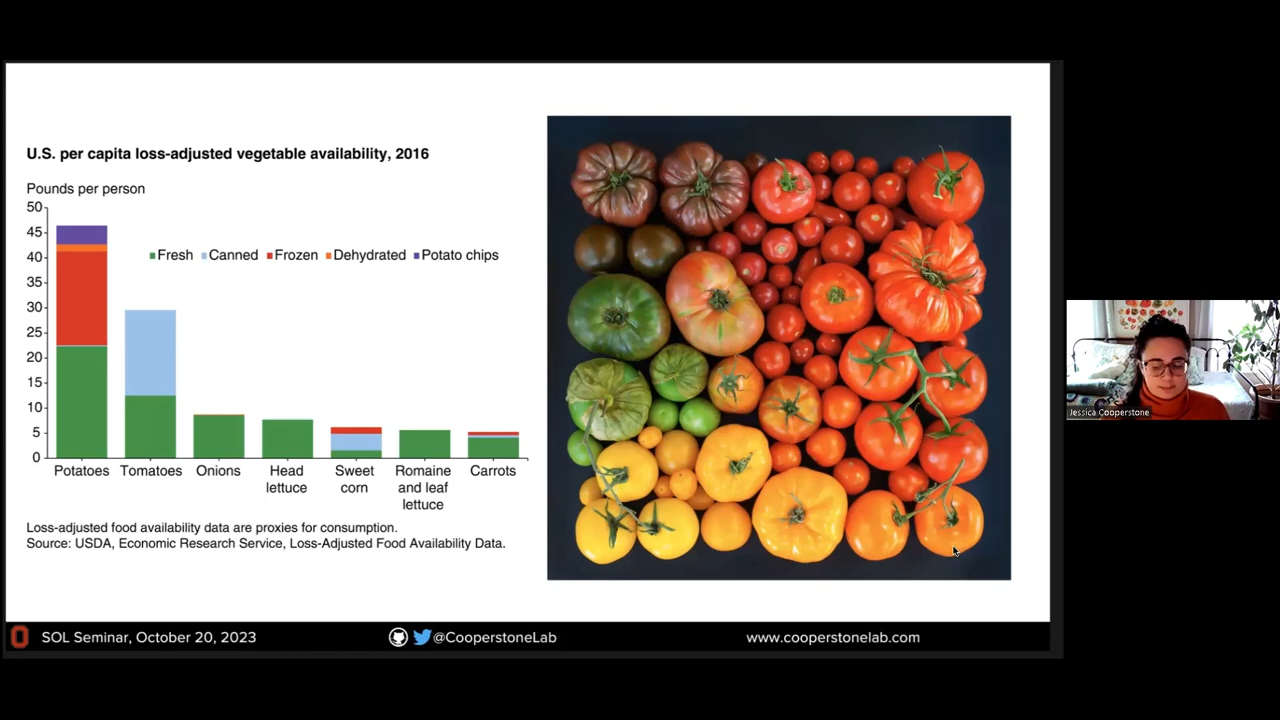 U.S. per capita loss-adjusted vegetable availability, 2016
Pounds per person
50
45
40
35
30
25
20
15
10
5
0
Fresh Canned Frozen Dehydrated Potato chips
Potatoes Tomatoes Onions Head lettuce Sweet corn Romaine and leaf lettuce Carrots
Loss-adjusted food availability data are proxies for consumption.
Source: USDA, Economic Research Service, Loss-Adjusted Food Availability Data.
SOL Seminar, October 20, 2023
@CooperstoneLab
www.cooperstonelab.com
Jessica Cooperstone